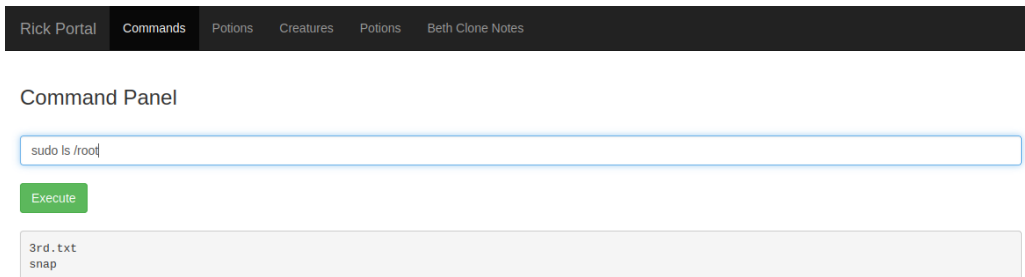 Rick Portal Commands Potions Creatures Potions Beth Clone Notes
Command Panel
sudo ls /root
Execute
3rd.txt
snap